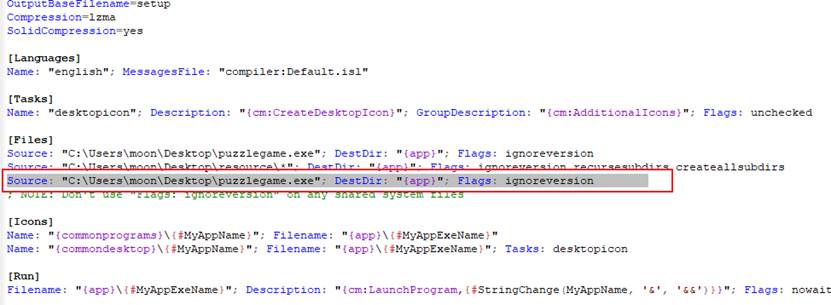 OutputBaseFilename=setup
Compression=lzma
SolidCompression=yes
[Languages]
Name: "english"; MessagesFile: "compiler:Default.isl"
[Tasks]
Name: "desktopicon"; Description: "{cm:CreateDesktopIcon}"; GroupDescription: "{cm:AdditionalIcons}"; Flags: unchecked
[Files]
Source: "C:\Users\moon\Desktop\puzzlegame.exe"; DestDir: "{app}"; Flags: ignoreversion
Source: "C:\Users\moon\Desktop\resource\*"; DestDir: "{app}"; Flags: ignoreversion recursesubdirs createallsubdirs
Source: "C:\Users\moon\Desktop\puzzlegame.exe"; DestDir: "{app}"; Flags: ignoreversion
; NOTE: Don't use "Flags: ignoreversion" on any shared system files
[Icons]
Name: "{commonprograms}\{#MyAppName}"; Filename: "{app}\{#MyAppExeName}"
Name: "{commondesktop}\{#MyAppName}"; Filename: "{app}\{#MyAppExeName}"; Tasks: desktopicon
[Run]
Filename: "{app}\{#MyAppExeName}"; Description: "{cm:LaunchProgram,{#StringChange(MyAppName, '&', '&&')}}"; Flags: nowait